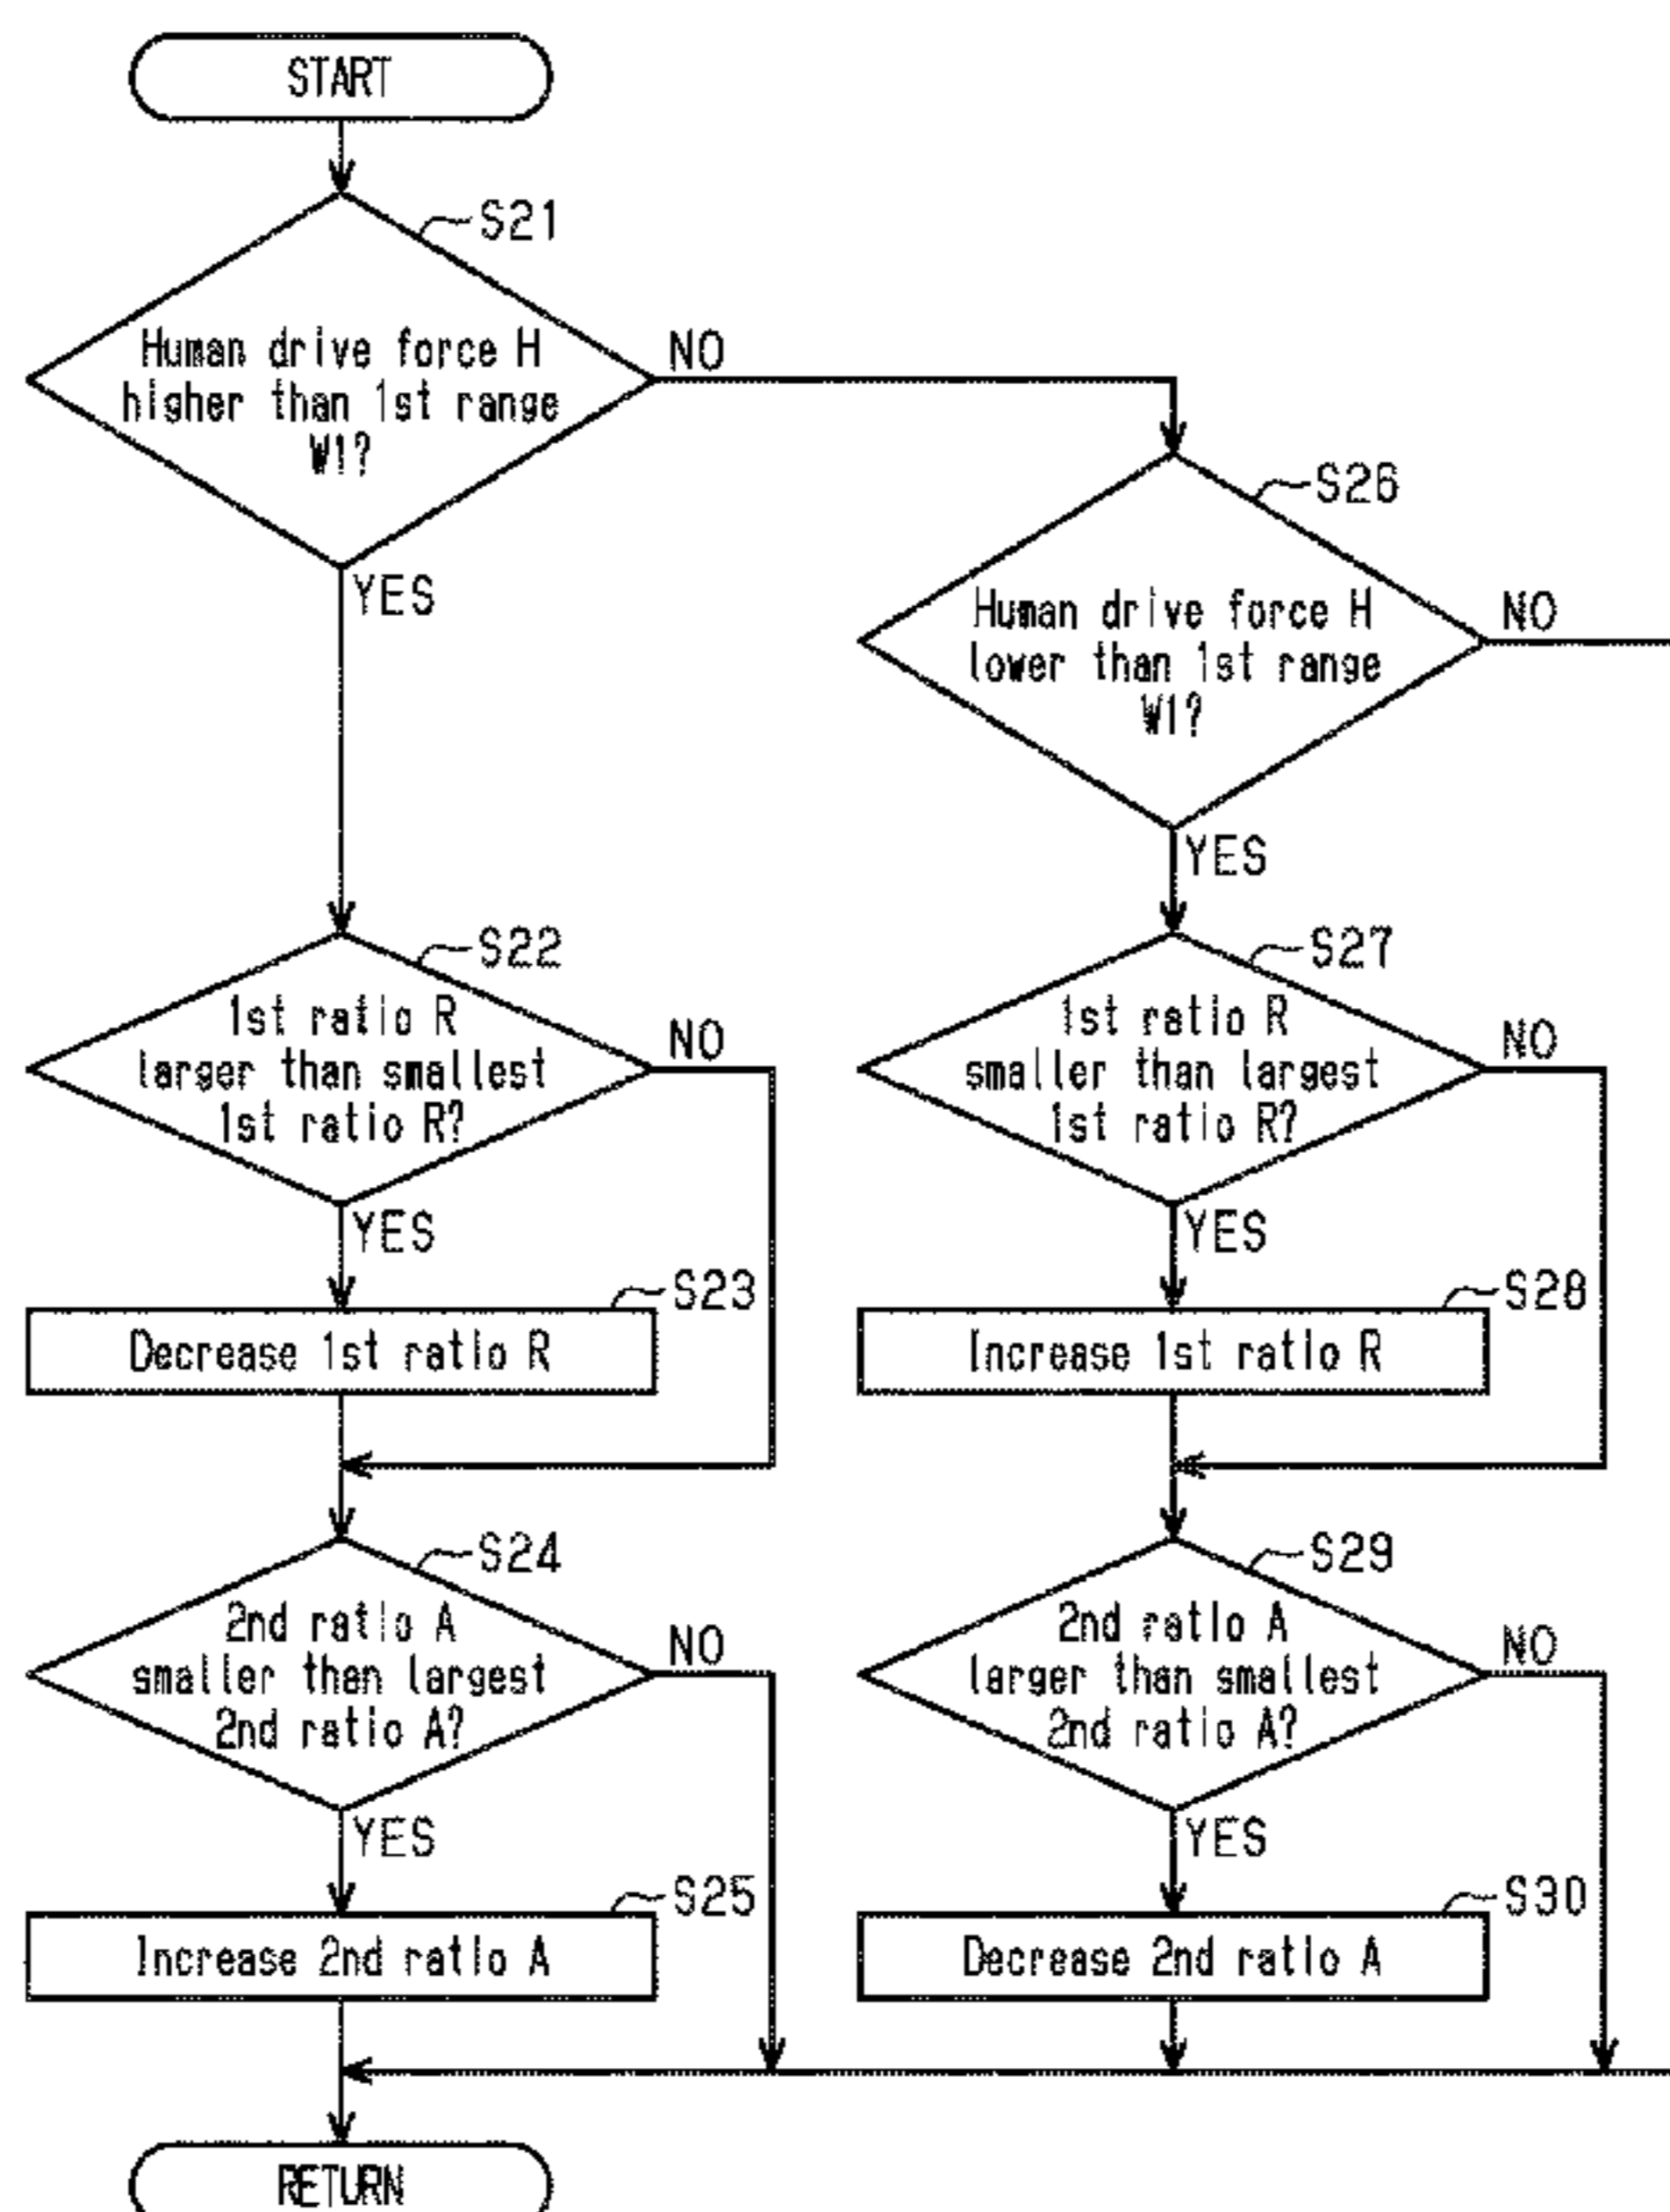 START
S21
Human drive force H
higher than 1st range
W1?
NO
YES
S26
Human drive force H
lower than 1st range
W1?
NO
YES
S22
1st ratio R
larger than smallest
1st ratio R?
NO
YES
S27
1st ratio R
smaller than largest
1st ratio R?
NO
YES
S23
Decrease 1st ratio R
S28
Increase 1st ratio R
S24
2nd ratio A
smaller than largest
2nd ratio A?
NO
YES
S29
2nd ratio A
larger than smallest
2nd ratio A?
NO
YES
S25
Increase 2nd ratio A
S30
Decrease 2nd ratio A
RETURN